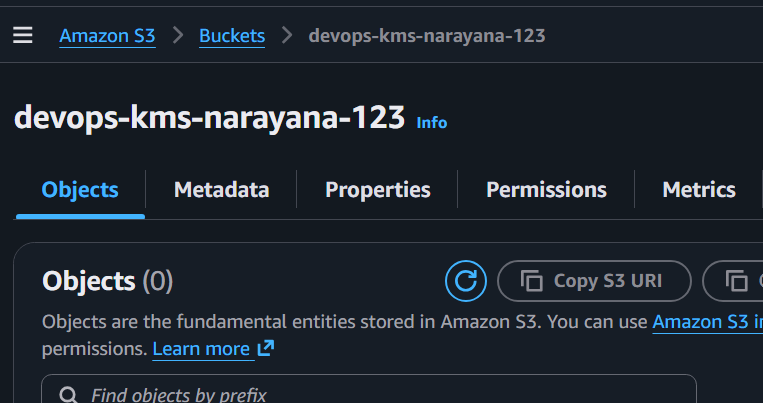 Amazon S3 > Buckets > devops-kms-narayana-123
devops-kms-narayana-123 Info
Objects Metadata Properties Permissions Metrics
Objects (0) Copy S3 URI
Objects are the fundamental entities stored in Amazon S3. You can use Amazon S3
permissions. Learn more
Find objects by prefix